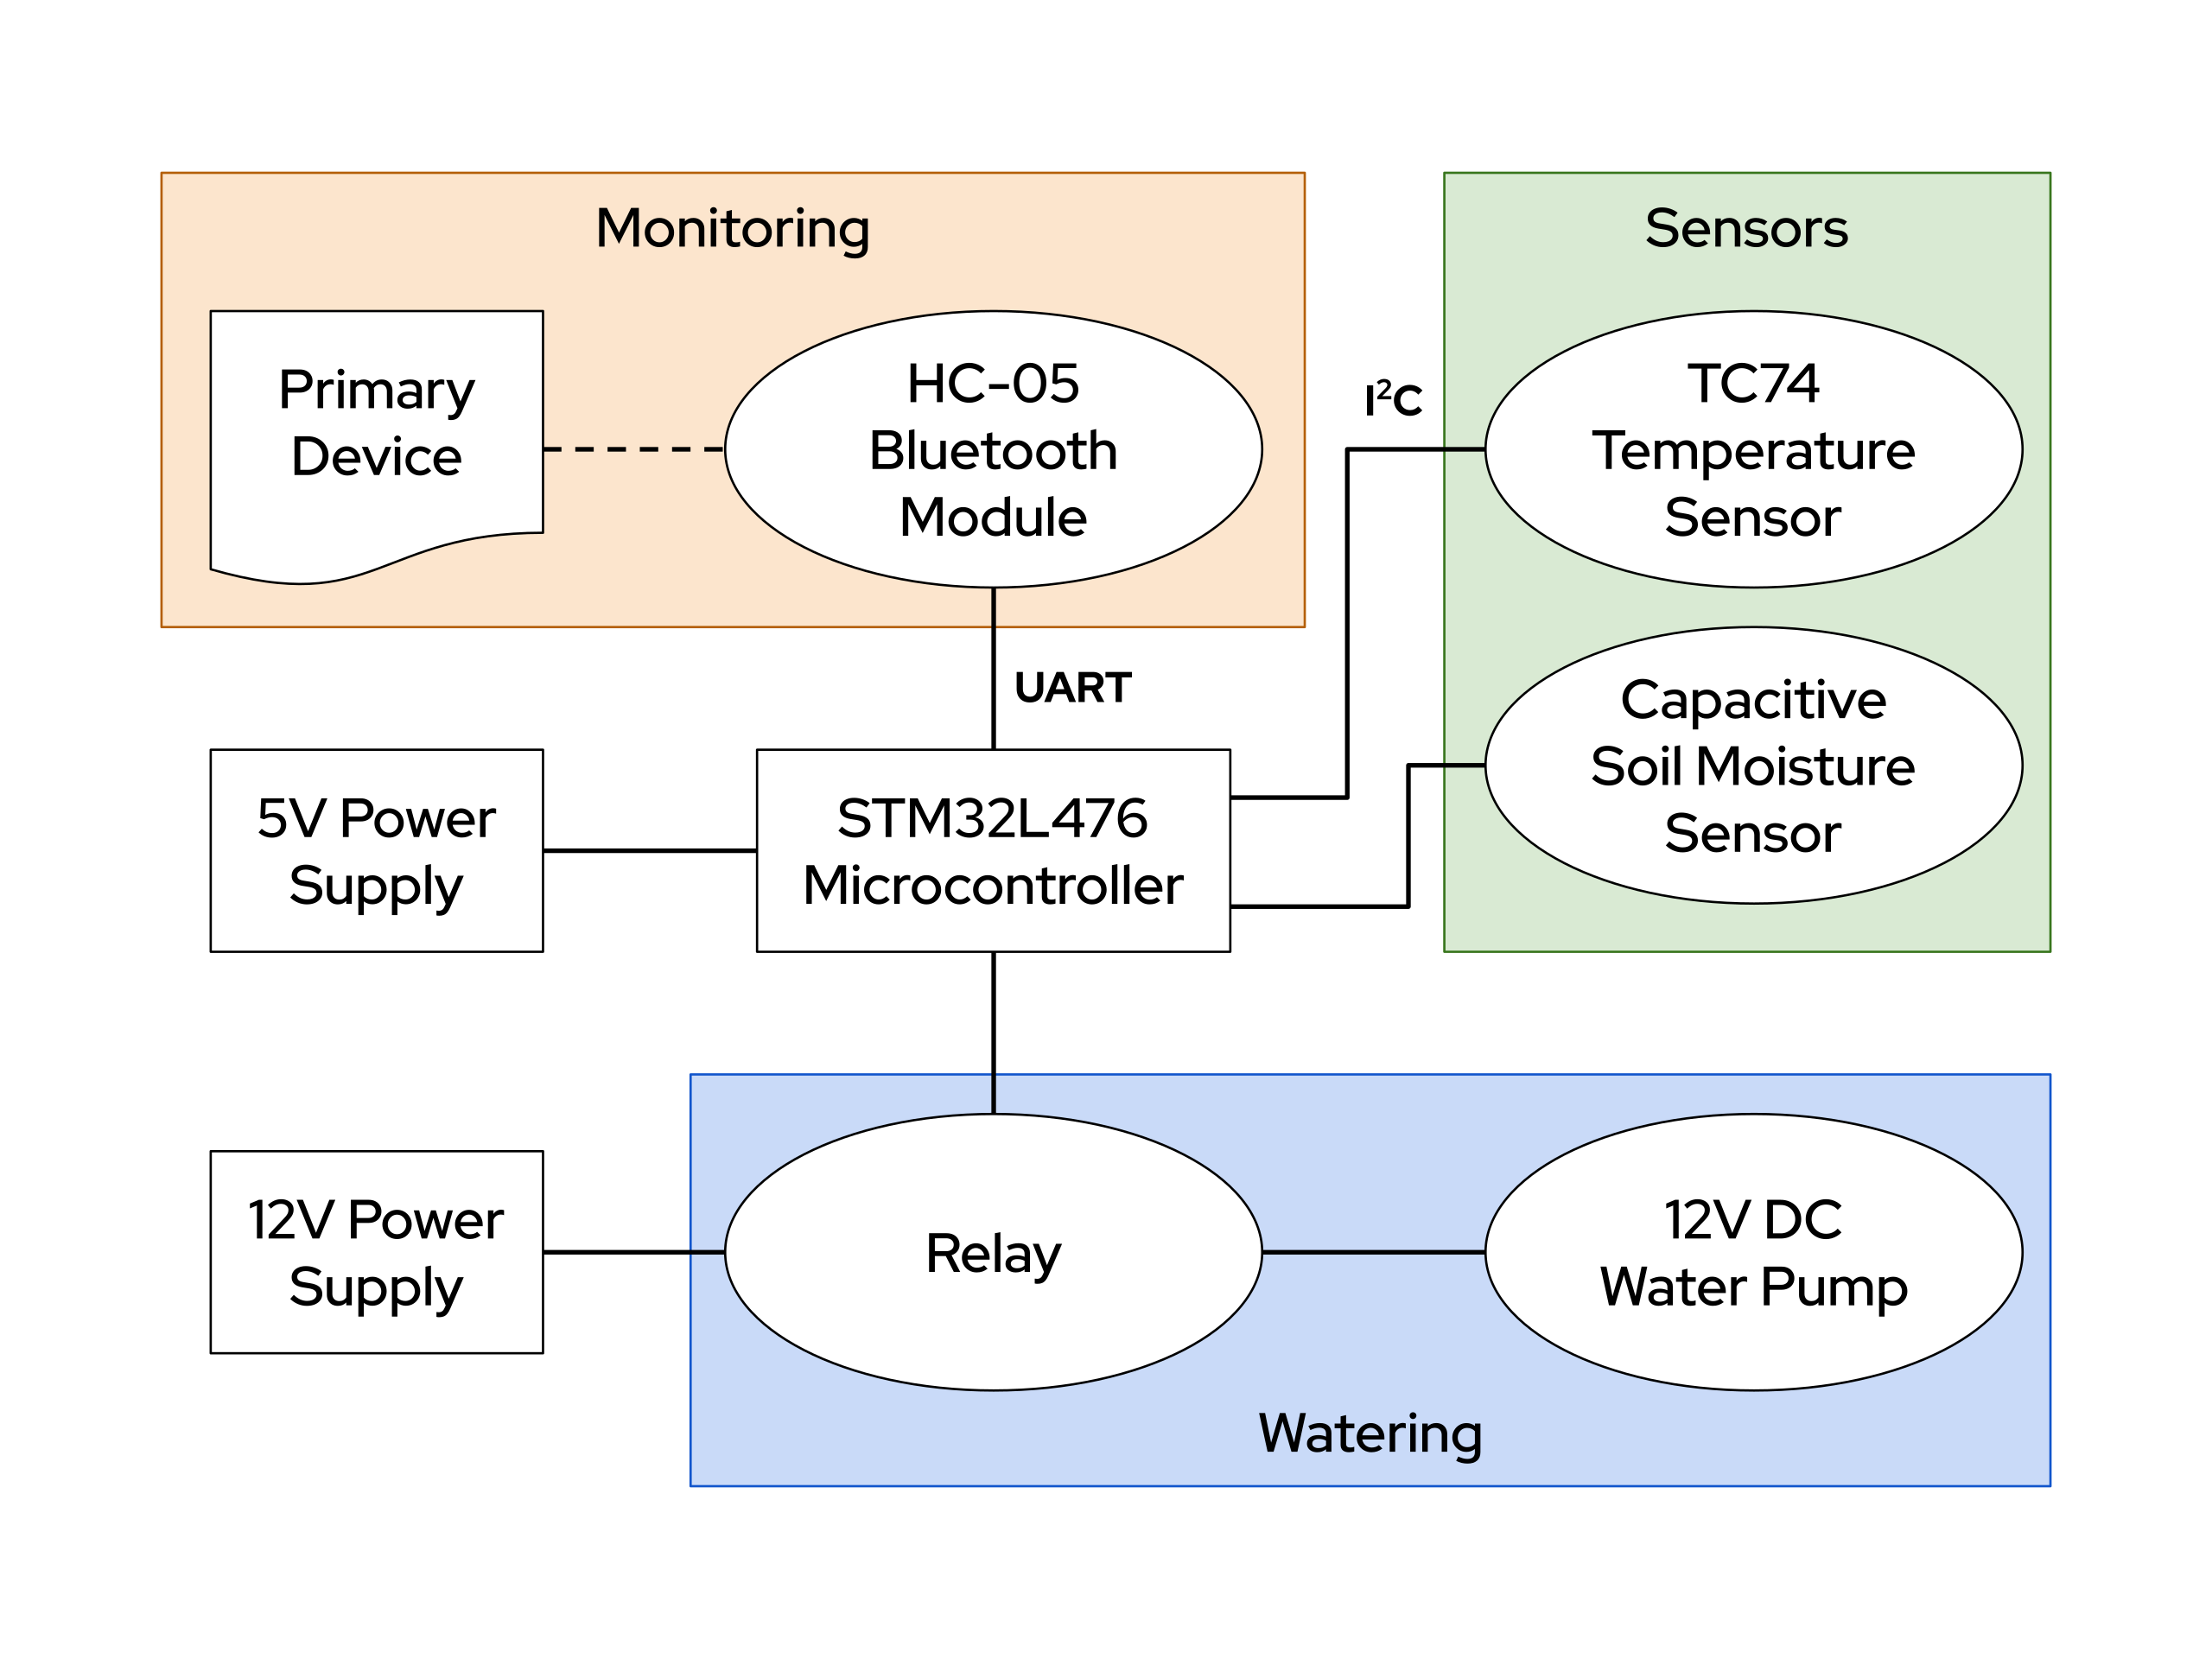 Monitoring
Primary
Device
HC-05
Bluetooth
Module
I²C
Sensors
TC74
Temperature
Sensor
Capacitive
Soil Moisture
Sensor
UART
5V Power
Supply
STM32L476
Microcontroller
12V Power
Supply
Relay
12V DC
Water Pump
Watering